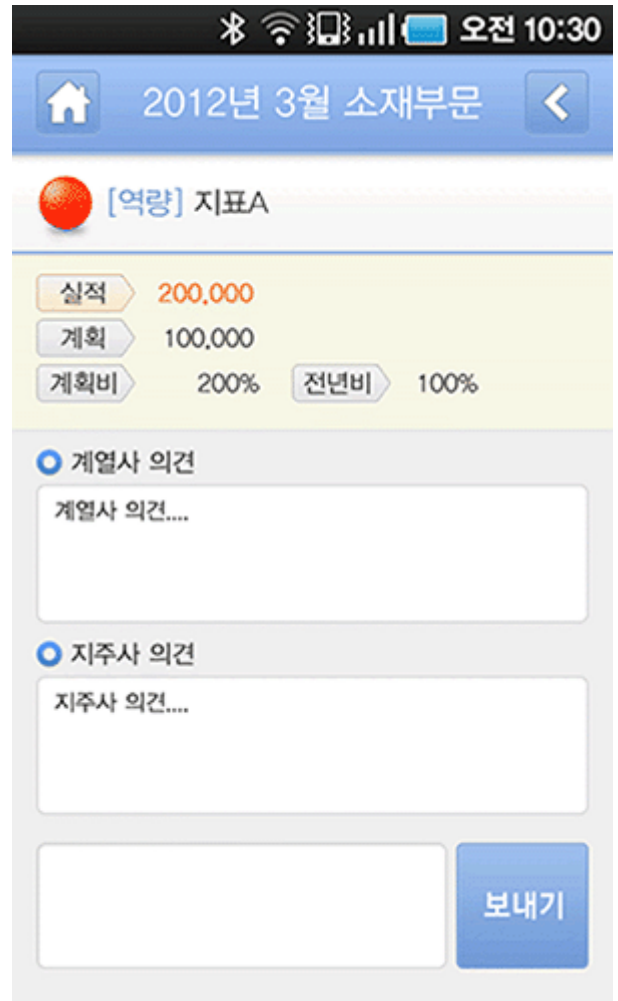 오전 10:30
2012년 3월 소재부문
[역량] 지표A
실적 200,000
계획 100,000
계획비 200% 전년비 100%
계열사 의견
계열사 의견....
지주사 의견
지주사 의견....
보내기